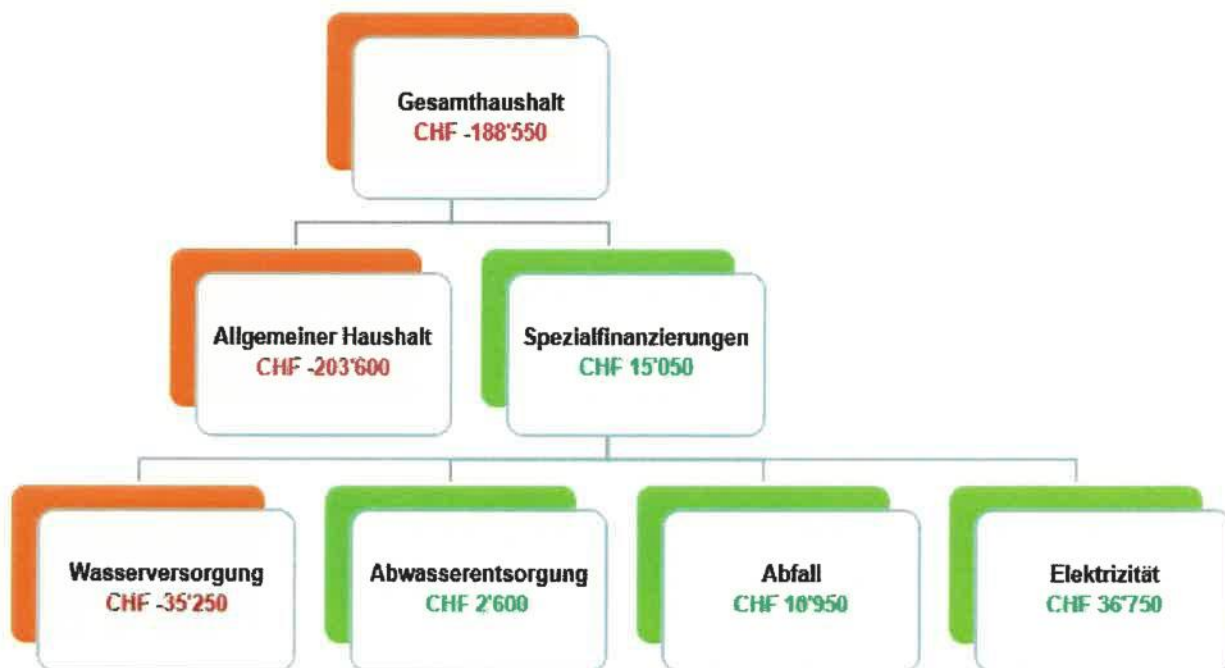 Gesamthaushalt
CHF -188'550
Allgemeiner Haushalt
CHF -203'600
Spezialfinanzierungen
CHF 15'050
Wasserversorgung
CHF -35'250
Abwasserentsorgung
CHF 2'600
Abfall
CHF 10'950
Elektrizität
CHF 36'750